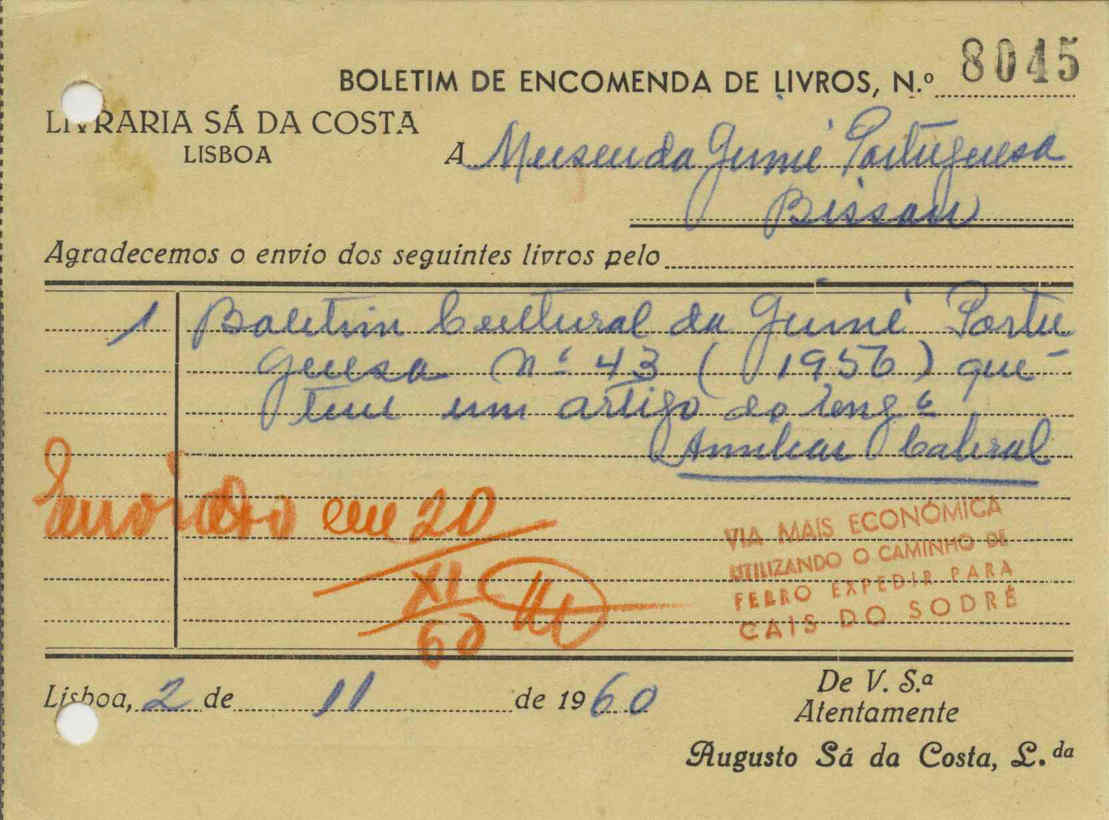 BOLETIM DE ENCOMENDA DE LIVROS, N.º 8045
LIVRARIA SÁ DA COSTA
LISBOA
A Museu da Guiné Portuguesa
Bissau
Agradecemos o envio dos seguintes livros pelo
1 Boletim Cultural da Guiné Portu
guesa nº 43 (1956) que
tem um artigo do Engº
Amilcar Cabral
Enviado em 20
XI
60
VIA MAIS ECONÓMICA
UTILIZANDO O CAMINHO DE
FERRO EXPEDIR PARA
CAIS DO SODRÉ
Lisboa, 2 de 11 de 1960
De V. S.ª
Atentamente
Augusto Sá da Costa, L.da